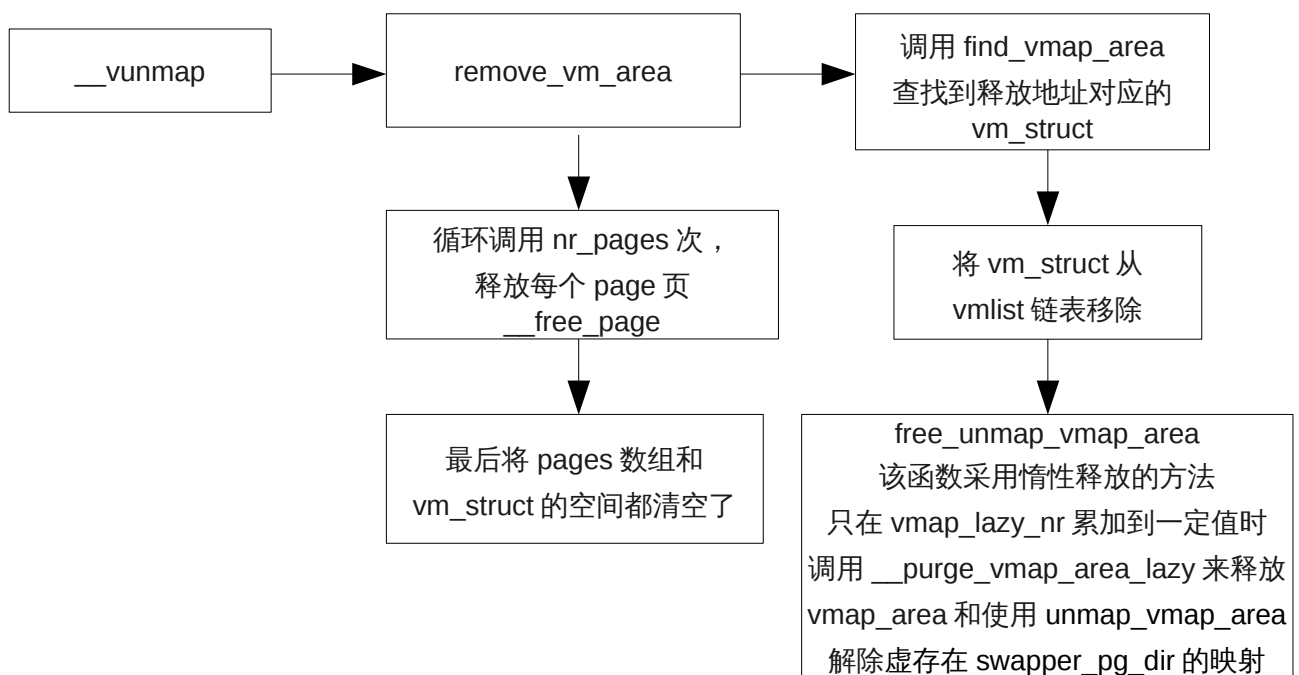 __vunmap
remove_vm_area
调用 find_vmap_area
查找到释放地址对应的
vm_struct
循环调用 nr_pages 次，
释放每个 page 页
__free_page
将 vm_struct 从
vmlist 链表移除
最后将 pages 数组和
vm_struct 的空间都清空了
free_unmap_vmap_area
该函数采用惰性释放的方法
只在 vmap_lazy_nr 累加到一定值时
调用 __purge_vmap_area_lazy 来释放
vmap_area 和使用 unmap_vmap_area
解除虚存在 swapper_pg_dir 的映射